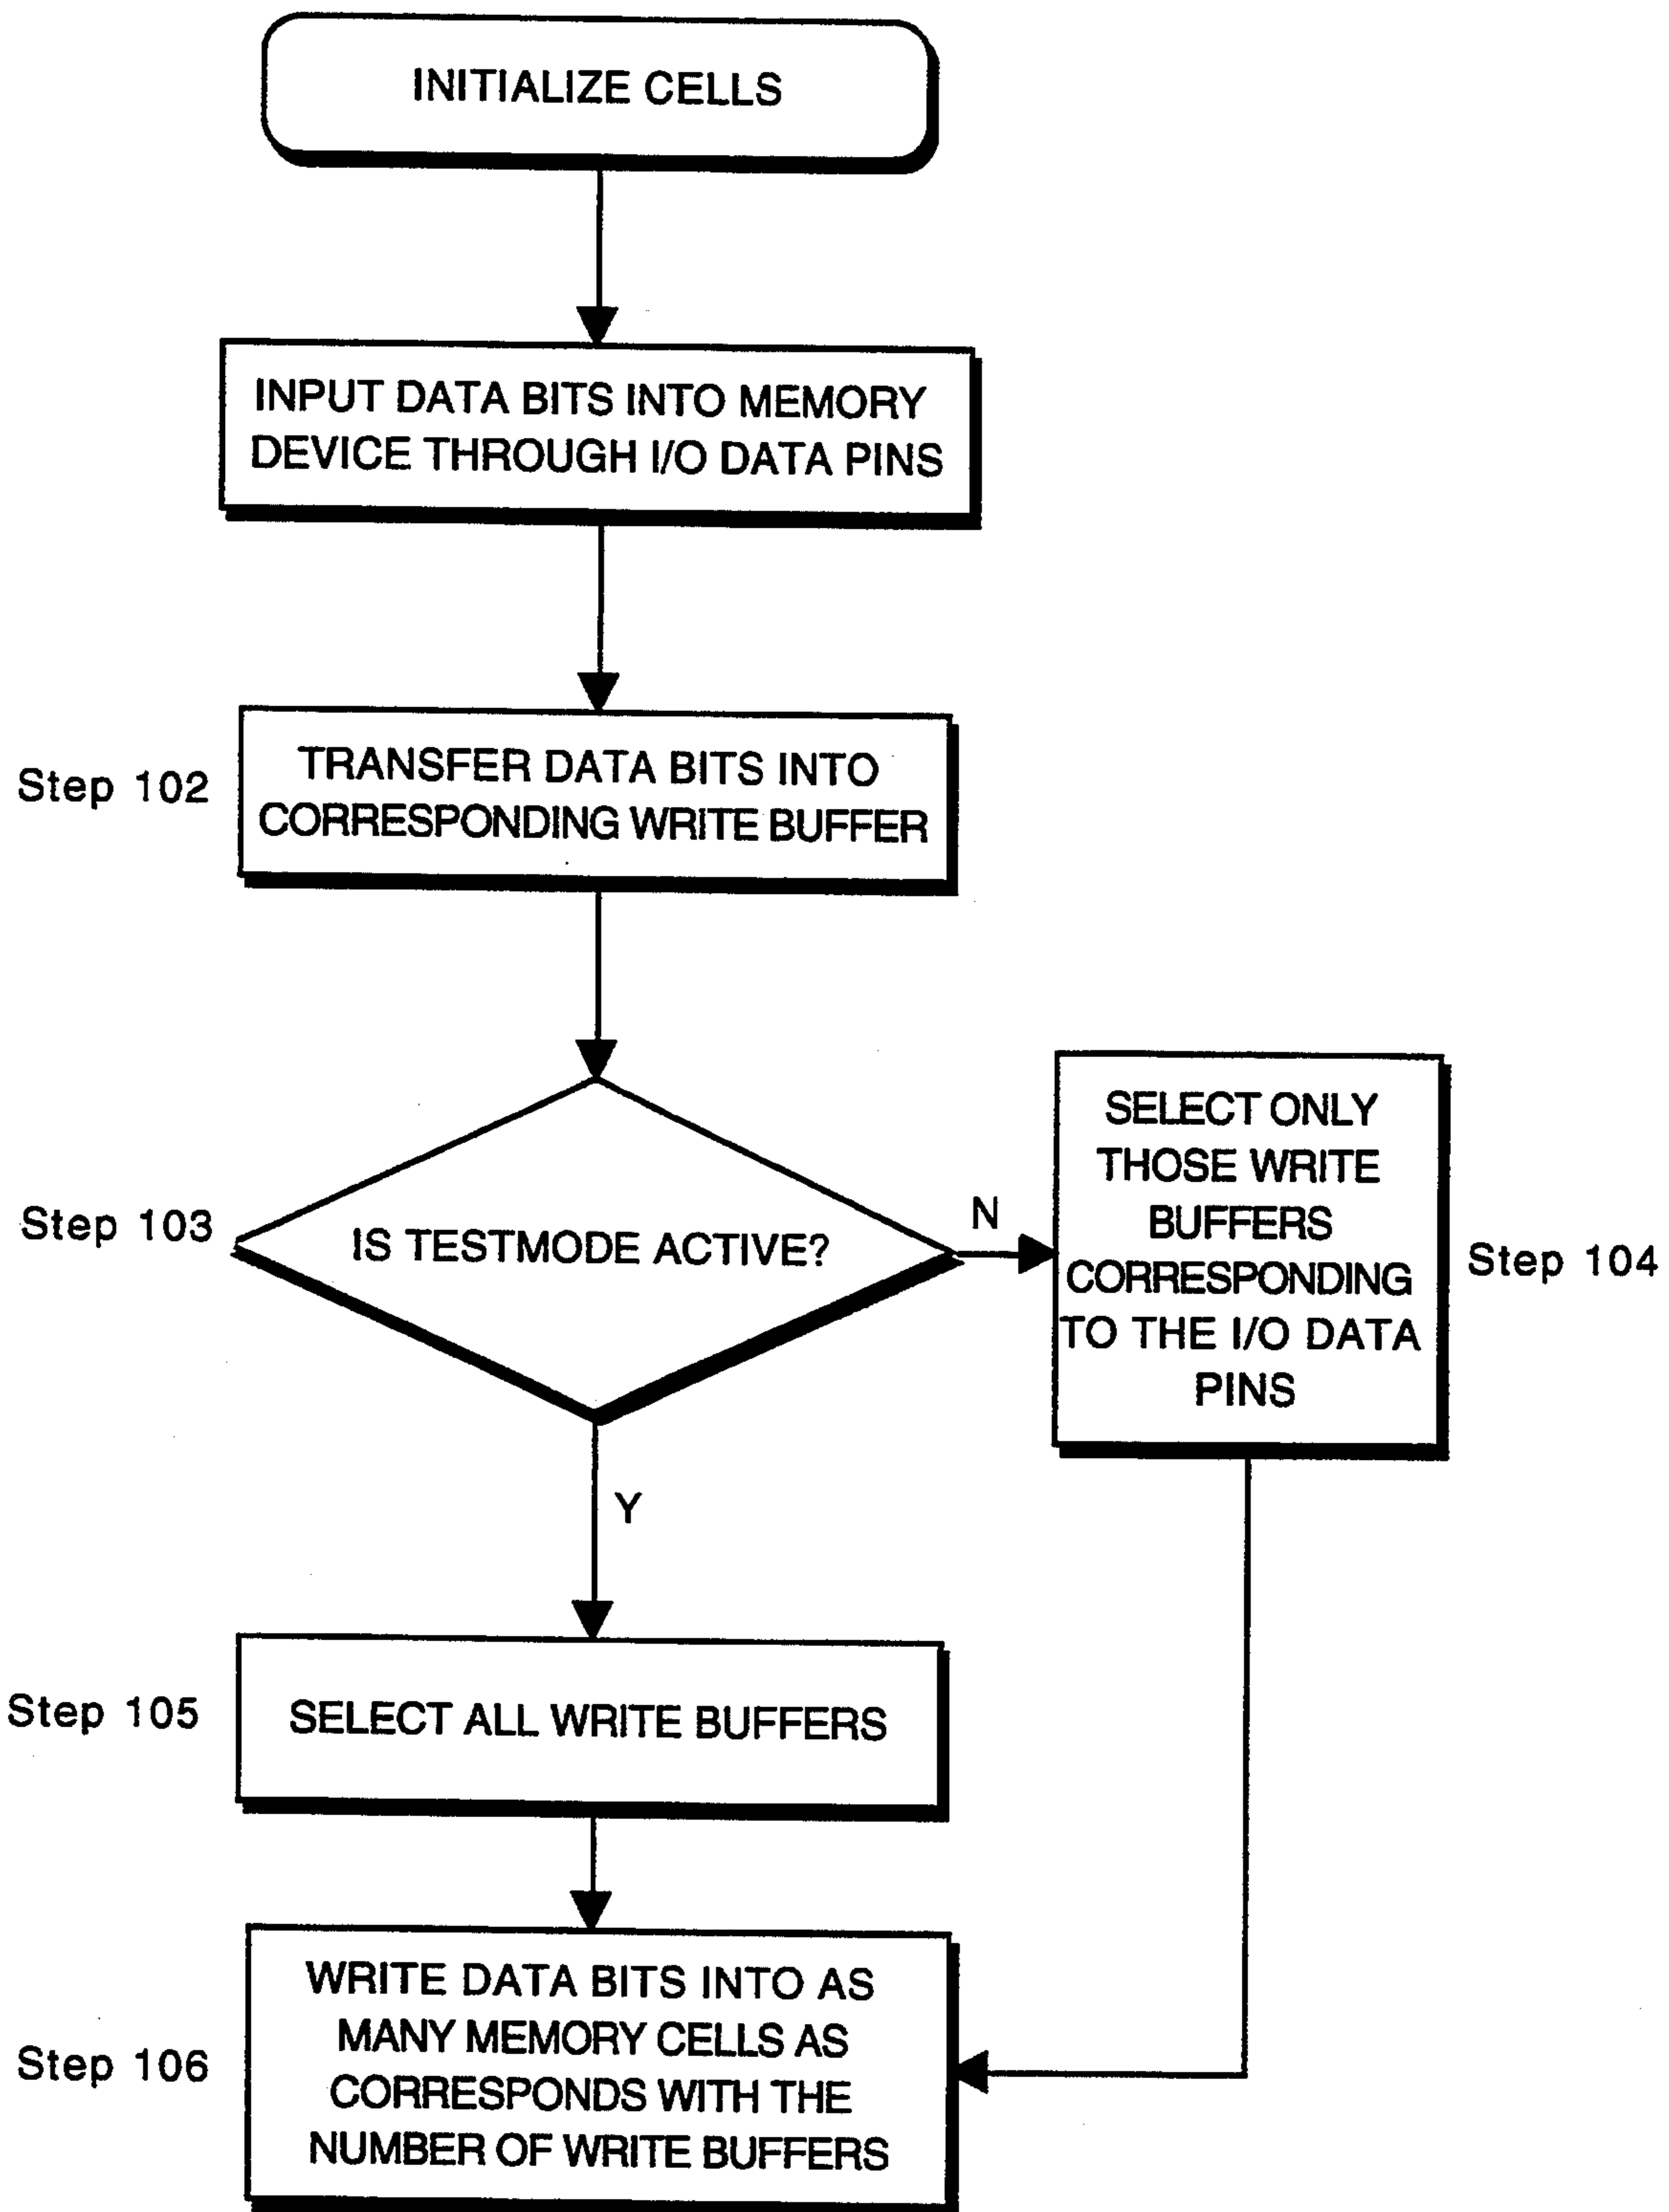 INITIALIZE CELLS
INPUT DATA BITS INTO MEMORY
DEVICE THROUGH I/O DATA PINS
Step 102
TRANSFER DATA BITS INTO
CORRESPONDING WRITE BUFFER
Step 103
IS TESTMODE ACTIVE?
N
SELECT ONLY
THOSE WRITE
BUFFERS
CORRESPONDING
TO THE I/O DATA
PINS
Step 104
Y
Step 105
SELECT ALL WRITE BUFFERS
Step 106
WRITE DATA BITS INTO AS
MANY MEMORY CELLS AS
CORRESPONDS WITH THE
NUMBER OF WRITE BUFFERS